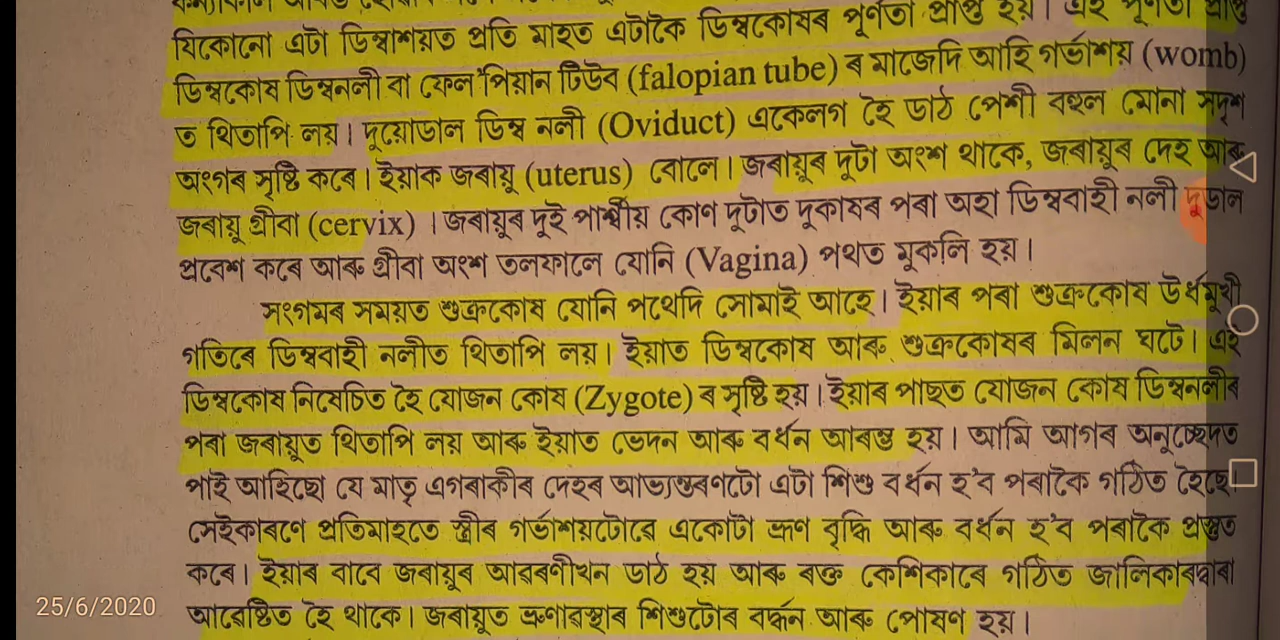 যিকোনো এটা ডিম্বাশয়ত প্ৰতি মাহত এটাকৈ ডিম্বকোষৰ পূৰ্ণতা প্ৰাপ্ত হয়। এই পূৰ্ণতা প্ৰাপ্ত
ডিম্বকোষ ডিম্বনলী বা ফেল'পিয়ান টিউব (falopian tube) ৰ মাজেদি আহি গৰ্ভাশয় (womb)
ত থিতাপি লয়। দুয়োডাল ডিম্ব নলী (Oviduct) একেলগ হৈ ডাঠ পেশী বহুল মোনা সদৃশ
অংগৰ সৃষ্টি কৰে। ইয়াক জৰায়ু (uterus) বোলে। জৰায়ুৰ দুটা অংশ থাকে, জৰায়ুৰ দেহ আৰু
জৰায়ু গ্ৰীবা (cervix) । জৰায়ুৰ দুই পাৰ্শ্বীয় কোণ দুটাত দুকাষৰ পৰা অহা ডিম্ববাহী নলী দুডাল
প্ৰবেশ কৰে আৰু গ্ৰীবা অংশ তলফালে যোনি (Vagina) পথত মুকলি হয়।
সংগমৰ সময়ত শুক্ৰকোষ যোনি পথেদি সোমাই আহে। ইয়াৰ পৰা শুক্ৰকোষ উৰ্ধমুখী
গতিৰে ডিম্ববাহী নলীত থিতাপি লয়। ইয়াত ডিম্বকোষ আৰু শুক্ৰকোষৰ মিলন ঘটে। এই
ডিম্বকোষ নিষেচিত হৈ যোজন কোষ (Zygote) ৰ সৃষ্টি হয়। ইয়াৰ পাছত যোজন কোষ ডিম্বনলীৰ
পৰা জৰায়ুত থিতাপি লয় আৰু ইয়াত ভেদন আৰু বৰ্ধন আৰম্ভ হয়। আমি আগৰ অনুচ্ছেদত
পাই আহিছো যে মাতৃ এগৰাকীৰ দেহৰ আভ্যন্তৰণটো এটা শিশু বৰ্ধন হ'ব পৰাকৈ গঠিত হৈছে।
সেইকাৰণে প্ৰতিমাহতে স্ত্ৰীৰ গৰ্ভাশয়টোৱে একোটা ভ্ৰূণ বৃদ্ধি আৰু বৰ্ধন হ'ব পৰাকৈ প্ৰস্তুত
কৰে। ইয়াৰ বাবে জৰায়ুৰ আৱৰণীখন ডাঠ হয় আৰু ৰক্ত কেশিকাৰে গঠিত জালিকাৰদ্বাৰা
আৱেষ্টিত হৈ থাকে। জৰায়ুত ভ্ৰুণাৱস্থাৰ শিশুটোৰ বৰ্দ্ধন আৰু পোষণ হয়।
25/6/2020